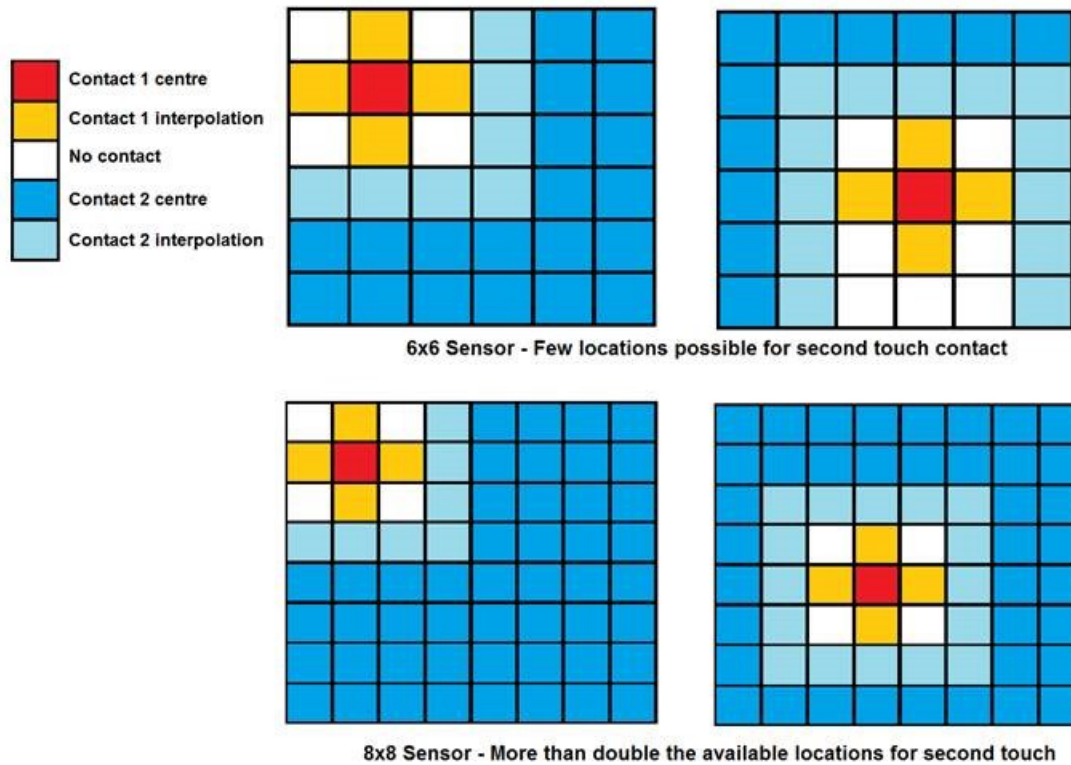 Contact 1 centre
Contact 1 interpolation
No contact
Contact 2 centre
Contact 2 interpolation
6x6 Sensor - Few locations possible for second touch contact
8x8 Sensor - More than double the available locations for second touch